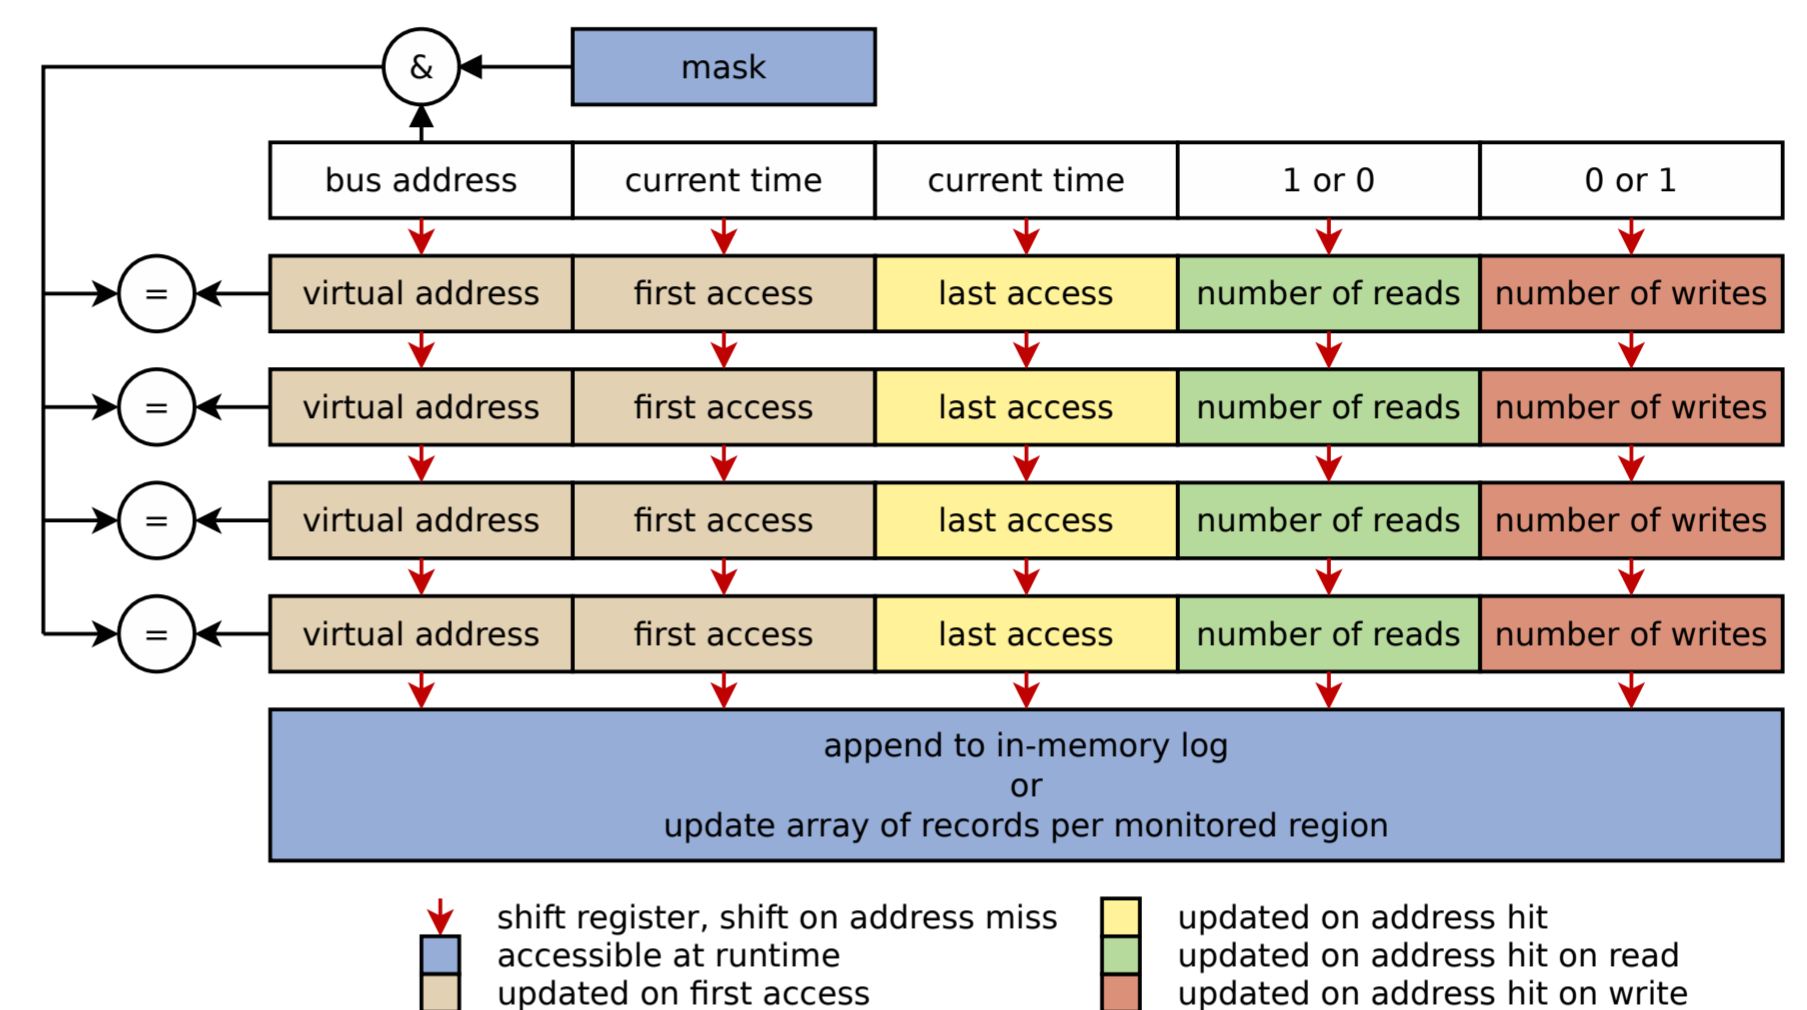 & mask
bus address current time current time 1 or 0 0 or 1
= virtual address first access last access number of reads number of writes
= virtual address first access last access number of reads number of writes
= virtual address first access last access number of reads number of writes
= virtual address first access last access number of reads number of writes
append to in-memory log
or
update array of records per monitored region
shift register, shift on address miss updated on address hit
accessible at runtime updated on address hit on read
updated on first access updated on address hit on write